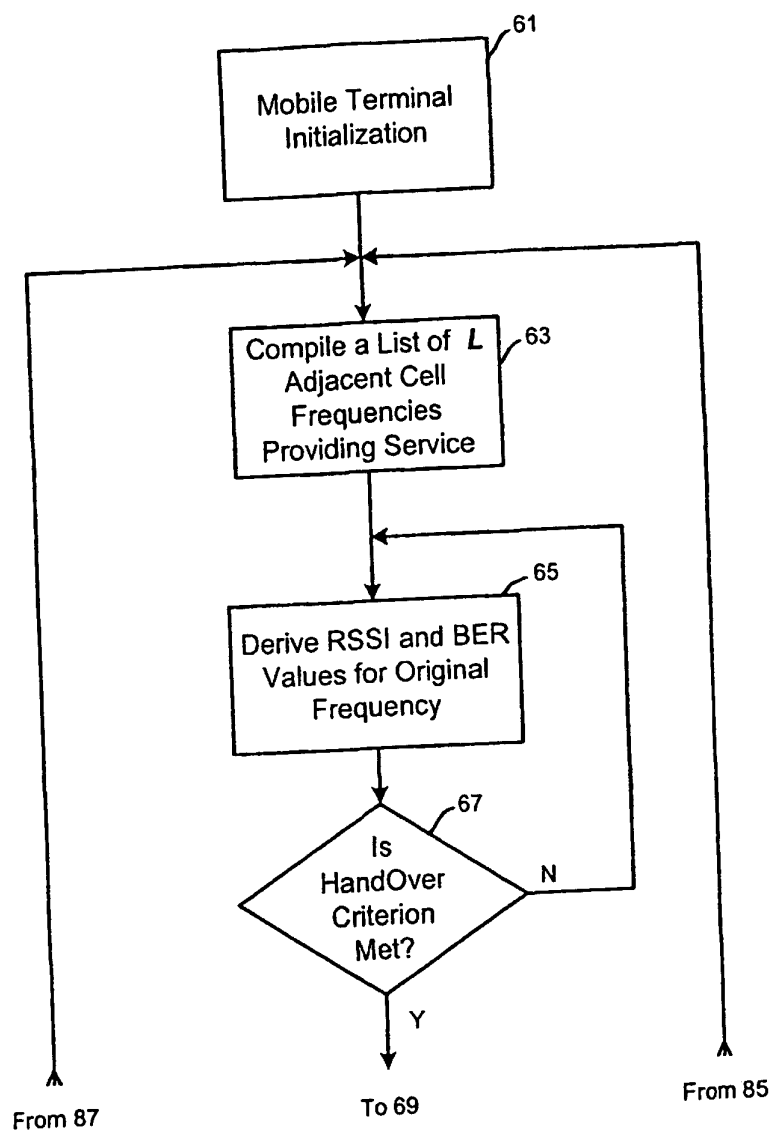 61
Mobile Terminal
Initialization
Compile a List of L
Adjacent Cell
Frequencies
Providing Service
63
65
Derive RSSI and BER
Values for Original
Frequency
67
Is
HandOver
Criterion
Met?
N
Y
From 87
To 69
From 85